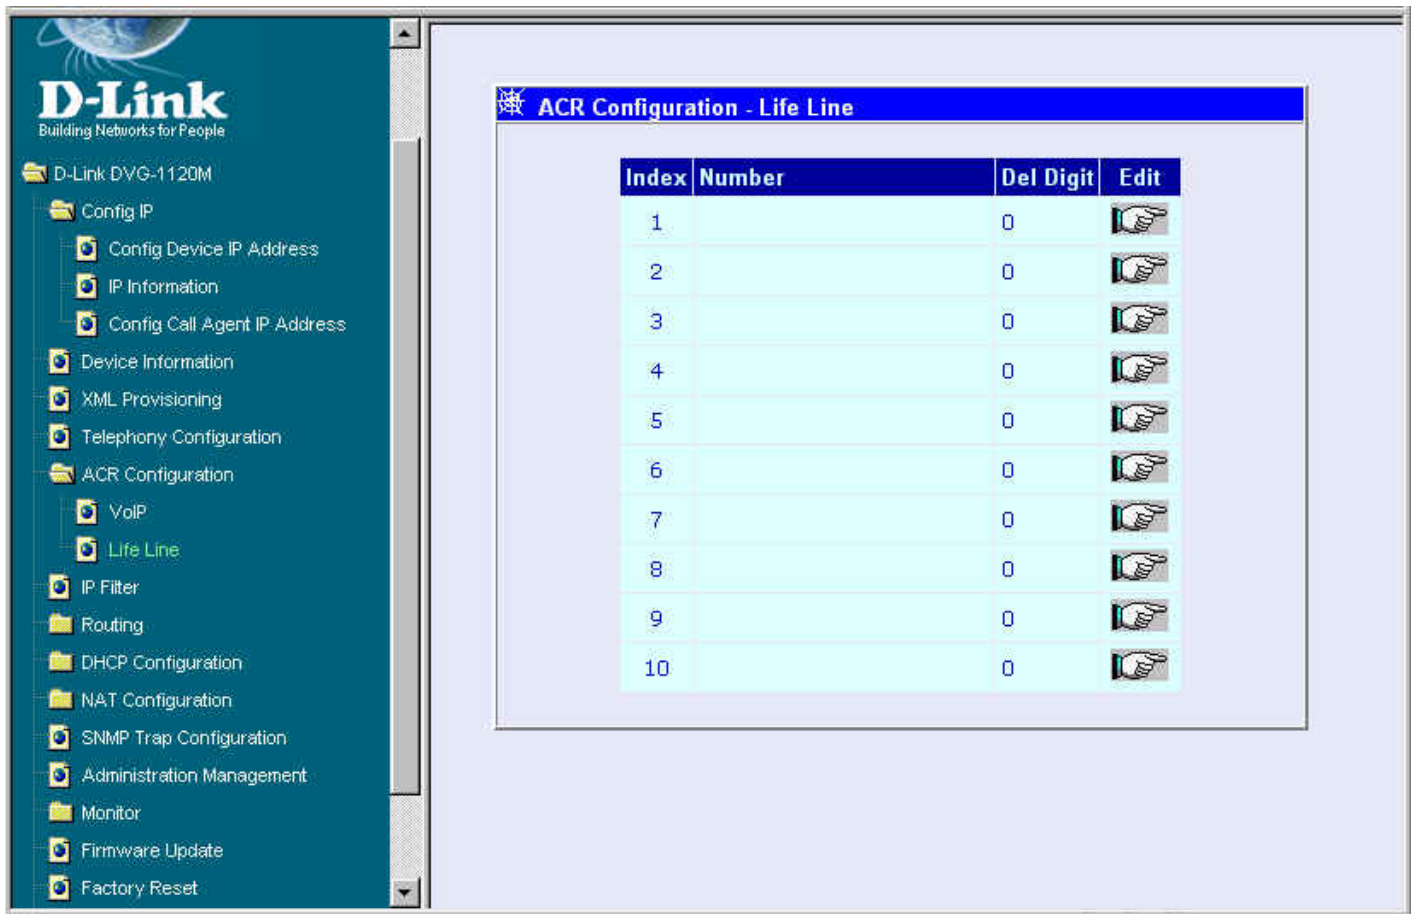 D-Link
Building Networks for People
D-Link DVG-1120M
Config IP
Config Device IP Address
IP Information
Config Call Agent IP Address
Device Information
XML Provisioning
Telephony Configuration
ACR Configuration
VoIP
Life Line
IP Filter
Routing
DHCP Configuration
NAT Configuration
SNMP Trap Configuration
Administration Management
Monitor
Firmware Update
Factory Reset
ACR Configuration - Life Line
Index Number Del Digit Edit
1 0
2 0
3 0
4 0
5 0
6 0
7 0
8 0
9 0
10 0